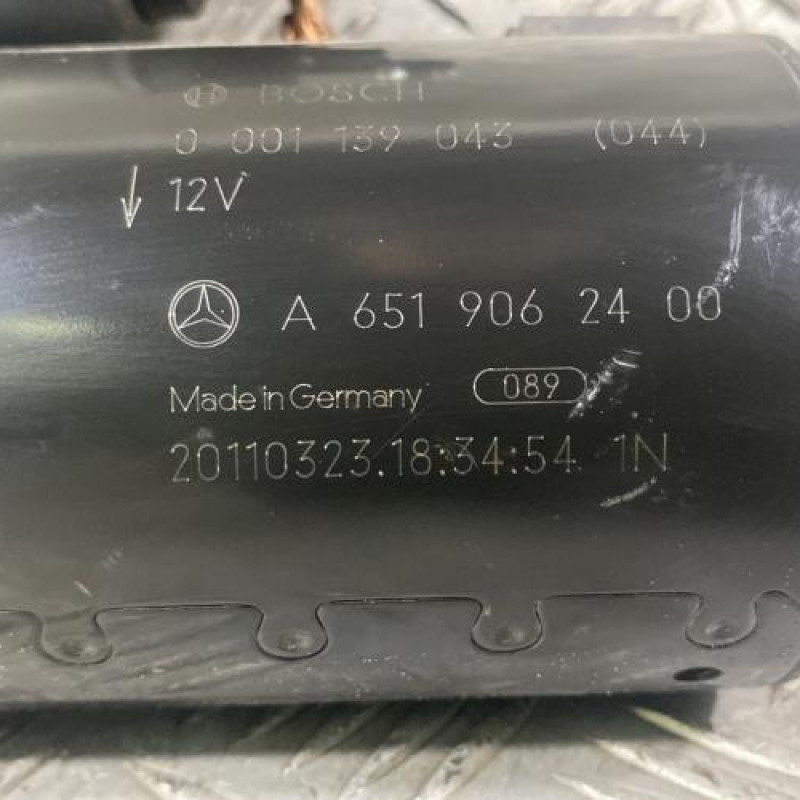 BOSCH
0 001 139 043 (044)
12V
A 651 906 24 00
Made in Germany 089
20110323.18:34:54 1N